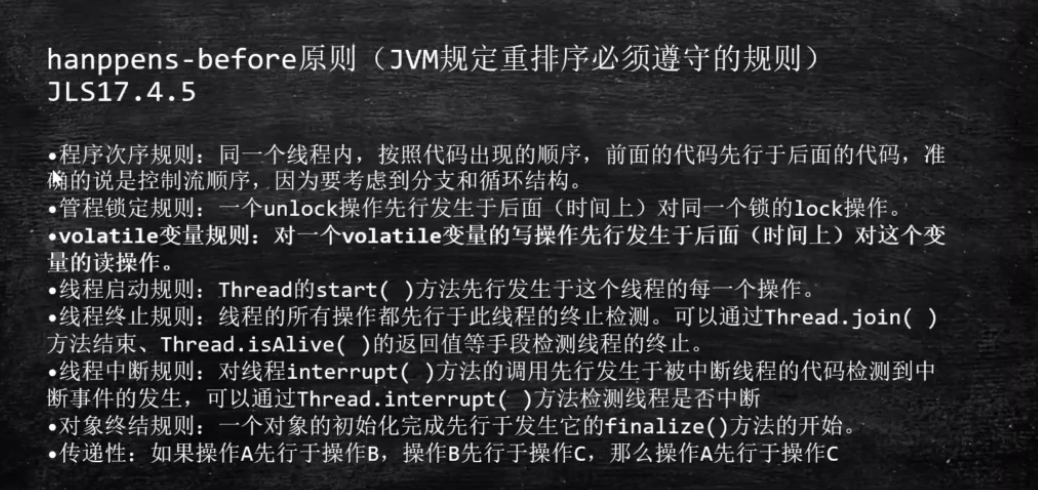 hanppens-before原则（JVM规定重排序必须遵守的规则）
JLS17.4.5
•程序次序规则：同一个线程内，按照代码出现的顺序，前面的代码先行于后面的代码，准
确的说是控制流顺序，因为要考虑到分支和循环结构。
•管程锁定规则：一个unlock操作先行发生于后面（时间上）对同一个锁的lock操作。
•volatile变量规则：对一个volatile变量的写操作先行发生于后面（时间上）对这个变
量的读操作。
•线程启动规则：Thread的start( )方法先行发生于这个线程的每一个操作。
•线程终止规则：线程的所有操作都先行于此线程的终止检测。可以通过Thread.join( )
方法结束、Thread.isAlive( )的返回值等手段检测线程的终止。
•线程中断规则：对线程interrupt( )方法的调用先行发生于被中断线程的代码检测到中
断事件的发生，可以通过Thread.interrupt( )方法检测线程是否中断
•对象终结规则：一个对象的初始化完成先行于发生它的finalize()方法的开始。
•传递性：如果操作A先行于操作B，操作B先行于操作C，那么操作A先行于操作C